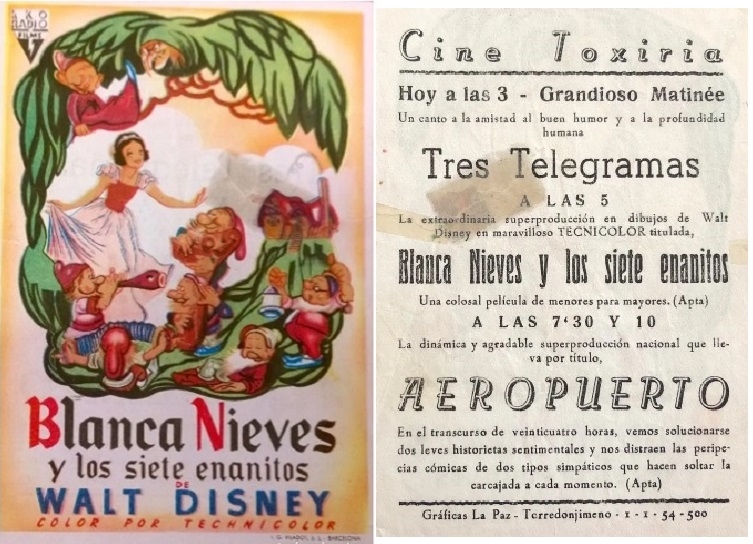 RKO
RADIO
FILMS
Blanca Nieves
y los siete enanitos
DE
WALT DISNEY
COLOR POR TECHNICOLOR
BARCELONA
Cine Toxiria
Hoy a las 3 - Grandioso Matinée
Un canto a la amistad al buen humor y a la profundidad
humana
Tres Telegramas
A LAS 5
La extraordinaria superproducción en dibujos de Walt
Disney en maravilloso TECNICOLOR titulada,
Blanca Nieves y los siete enanitos
Una colosal película de menores para mayores. (Apta)
A LAS 7'30 Y 10
La dinámica y agradable superproducción nacional que lle-
va por título,
AEROPUERTO
En el transcurso de veinticuatro horas, vemos solucionarse
dos leves historietas sentimentales y nos distraen las peripe-
cias cómicas de dos tipos simpáticos que hacen soltar la
carcajada a cada momento. (Apta)
Gráficas La Paz - Torredonjimeno - 1 - 1 - 54 - 500